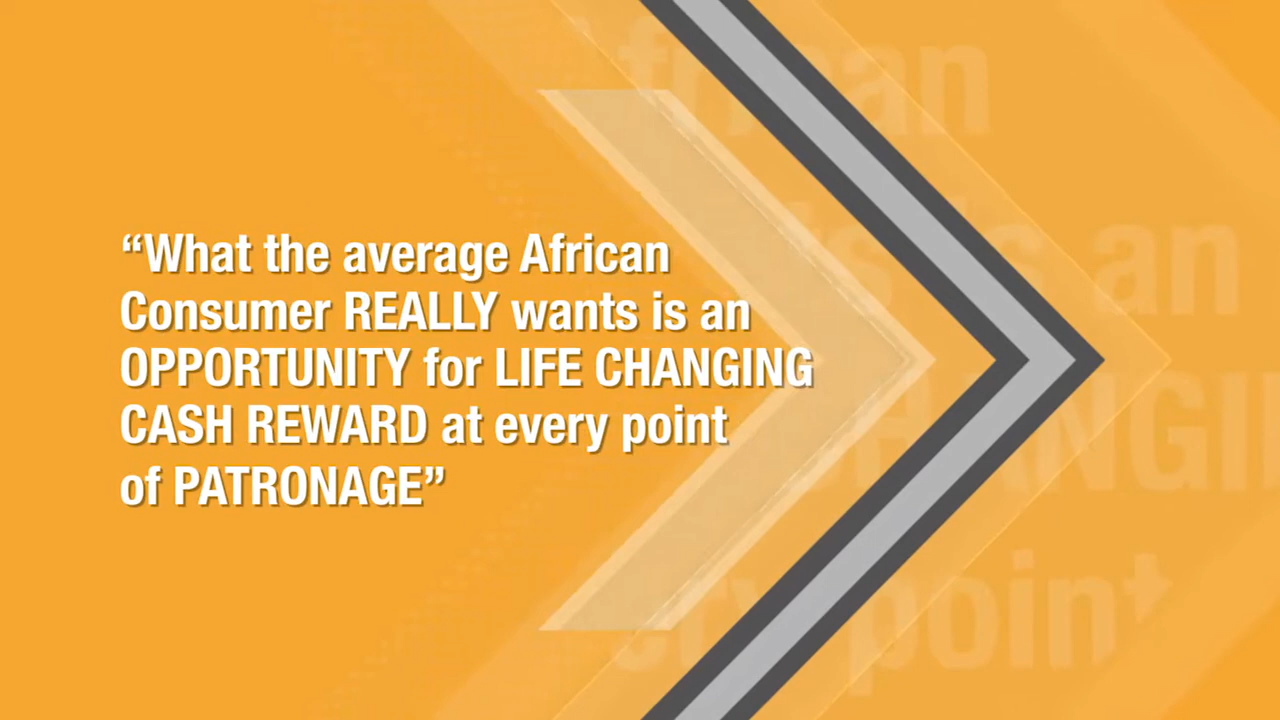 “What the average African
Consumer REALLY wants is an
OPPORTUNITY for LIFE CHANGING
CASH REWARD at every point
of PATRONAGE”